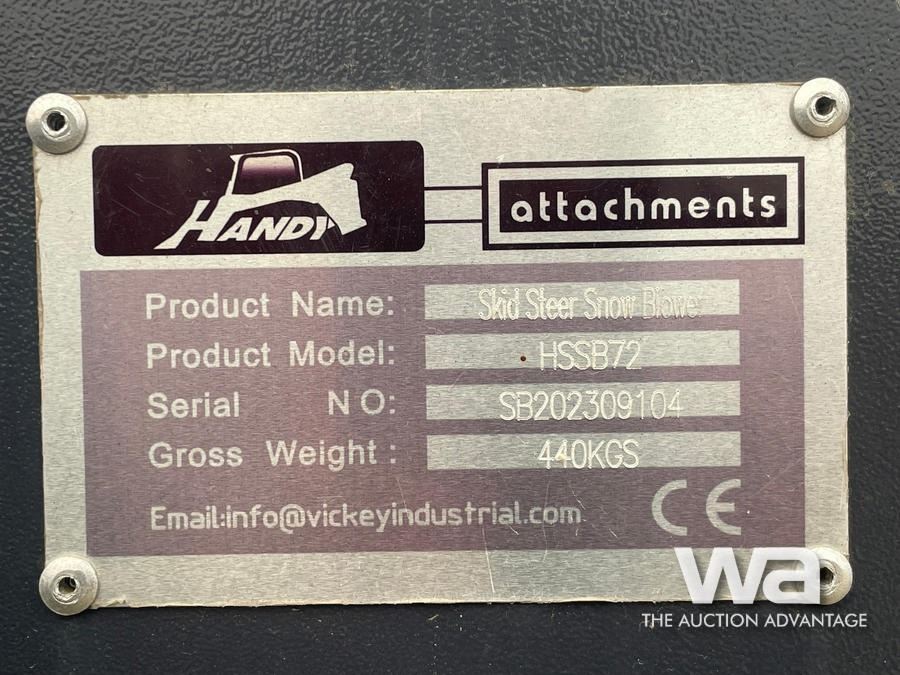 HANDY
attachments
Product Name: Skid Steer Snow Blower
Product Model: HSSB72
Serial NO: SB202309104
Gross Weight: 440KGS
Email:info@vickeyindustrial.com
CE
wa
THE AUCTION ADVANTAGE